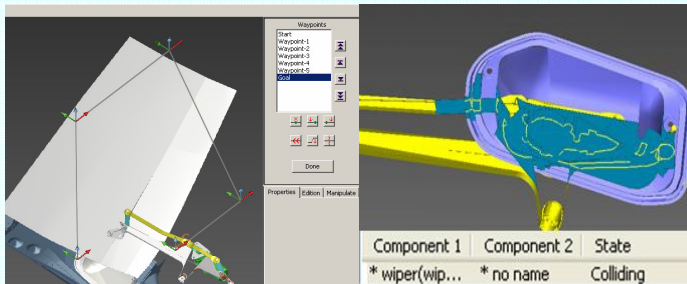 Waypoints
Start
Waypoint-1
Waypoint-2
Waypoint-3
Waypoint-4
Waypoint-5
Goal
Done
Properties Edition Manipulate
Component 1 Component 2 State
* wiper(wip... * no name Colliding